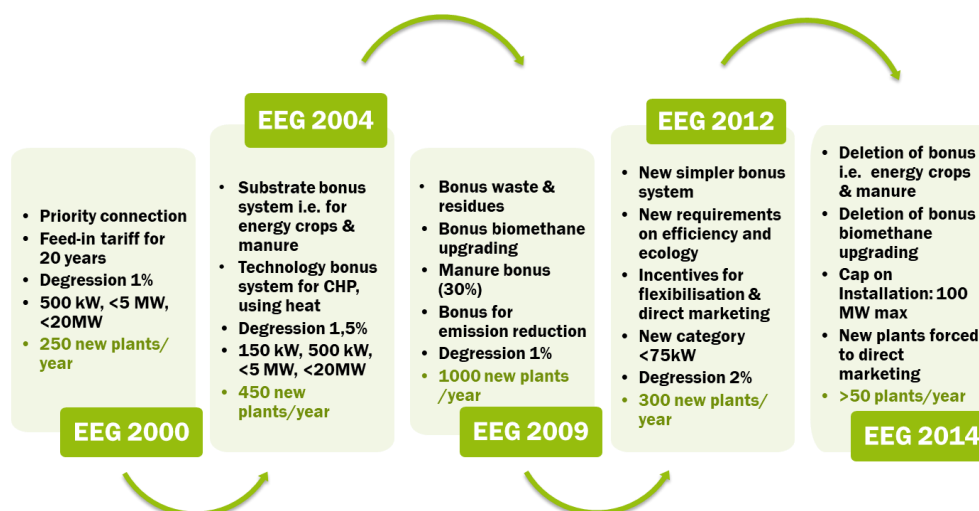 EEG 2000
• Priority connection
• Feed-in tariff for
20 years
• Degression 1%
• 500 kW, <5 MW,
<20MW
• 250 new plants/
year
EEG 2004
• Substrate bonus
system i.e. for
energy crops &
manure
• Technology bonus
system for CHP,
using heat
• Degression 1,5%
• 150 kW, 500 kW,
<5 MW, <20MW
• 450 new
plants/year
EEG 2009
• Bonus waste &
residues
• Bonus biomethane
upgrading
• Manure bonus
(30%)
• Bonus for
emission reduction
• Degression 1%
• 1000 new plants
/year
EEG 2012
• New simpler bonus
system
• New requirements
on efficiency and
ecology
• Incentives for
flexibilisation &
direct marketing
• New category
<75kW
• Degression 2%
• 300 new plants/
year
EEG 2014
• Deletion of bonus
i.e. energy crops
& manure
• Deletion of bonus
biomethane
upgrading
• Cap on
Installation: 100
MW max
• New plants forced
to direct
marketing
• >50 plants/year